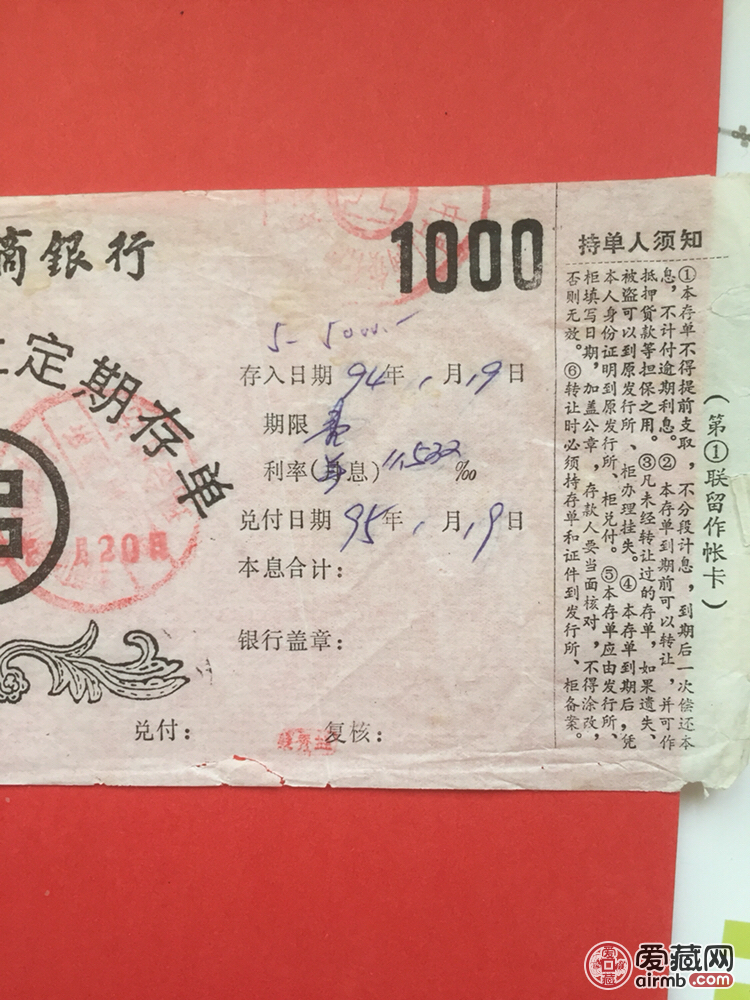 商銀行
1000
定期存单
5-5000.-
存入日期 94年 1月19日
期限 壹年
利率(年息) 11.522‰
兑付日期 95年 1月19日
本息合计:
银行盖章:
兑付:
复核:
月20日
持单人须知
①本存单不得提前支取,不分段计息,到期后一次偿还本
息,不计付逾期利息。②本存单到期前可以转让,并可作
抵押贷款等担保之用。③凡未经转让过的存单,如果遗失、
被盗可以到原发行所、柜办理挂失。④本存单到期后,凭
本人身份证明到原发行所、柜兑付。⑤本存单应由发行所、
柜填写日期,加盖公章,存款人要当面核对,不得涂改,
否则无效。⑥转让时必须持存单和证件到发行所、柜备案。
(第①联留作帐卡)
爱藏网
airmb.com